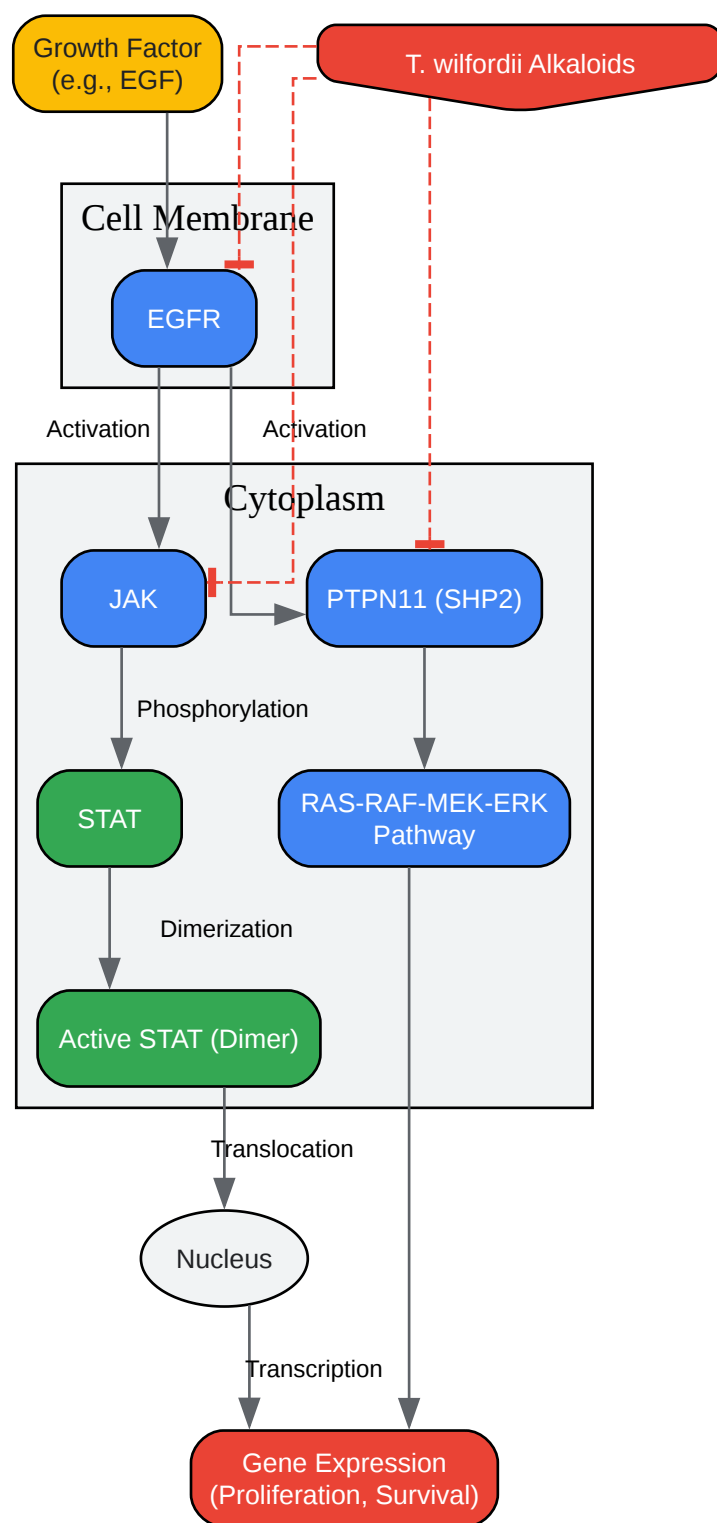 Growth Factor
(e.g., EGF)
T. wilfordii Alkaloids
Cell Membrane
EGFR
Activation
Activation
Cytoplasm
JAK
PTPN11 (SHP2)
Phosphorylation
STAT
RAS-RAF-MEK-ERK
Pathway
Dimerization
Active STAT (Dimer)
Translocation
Nucleus
Transcription
Gene Expression
(Proliferation, Survival)